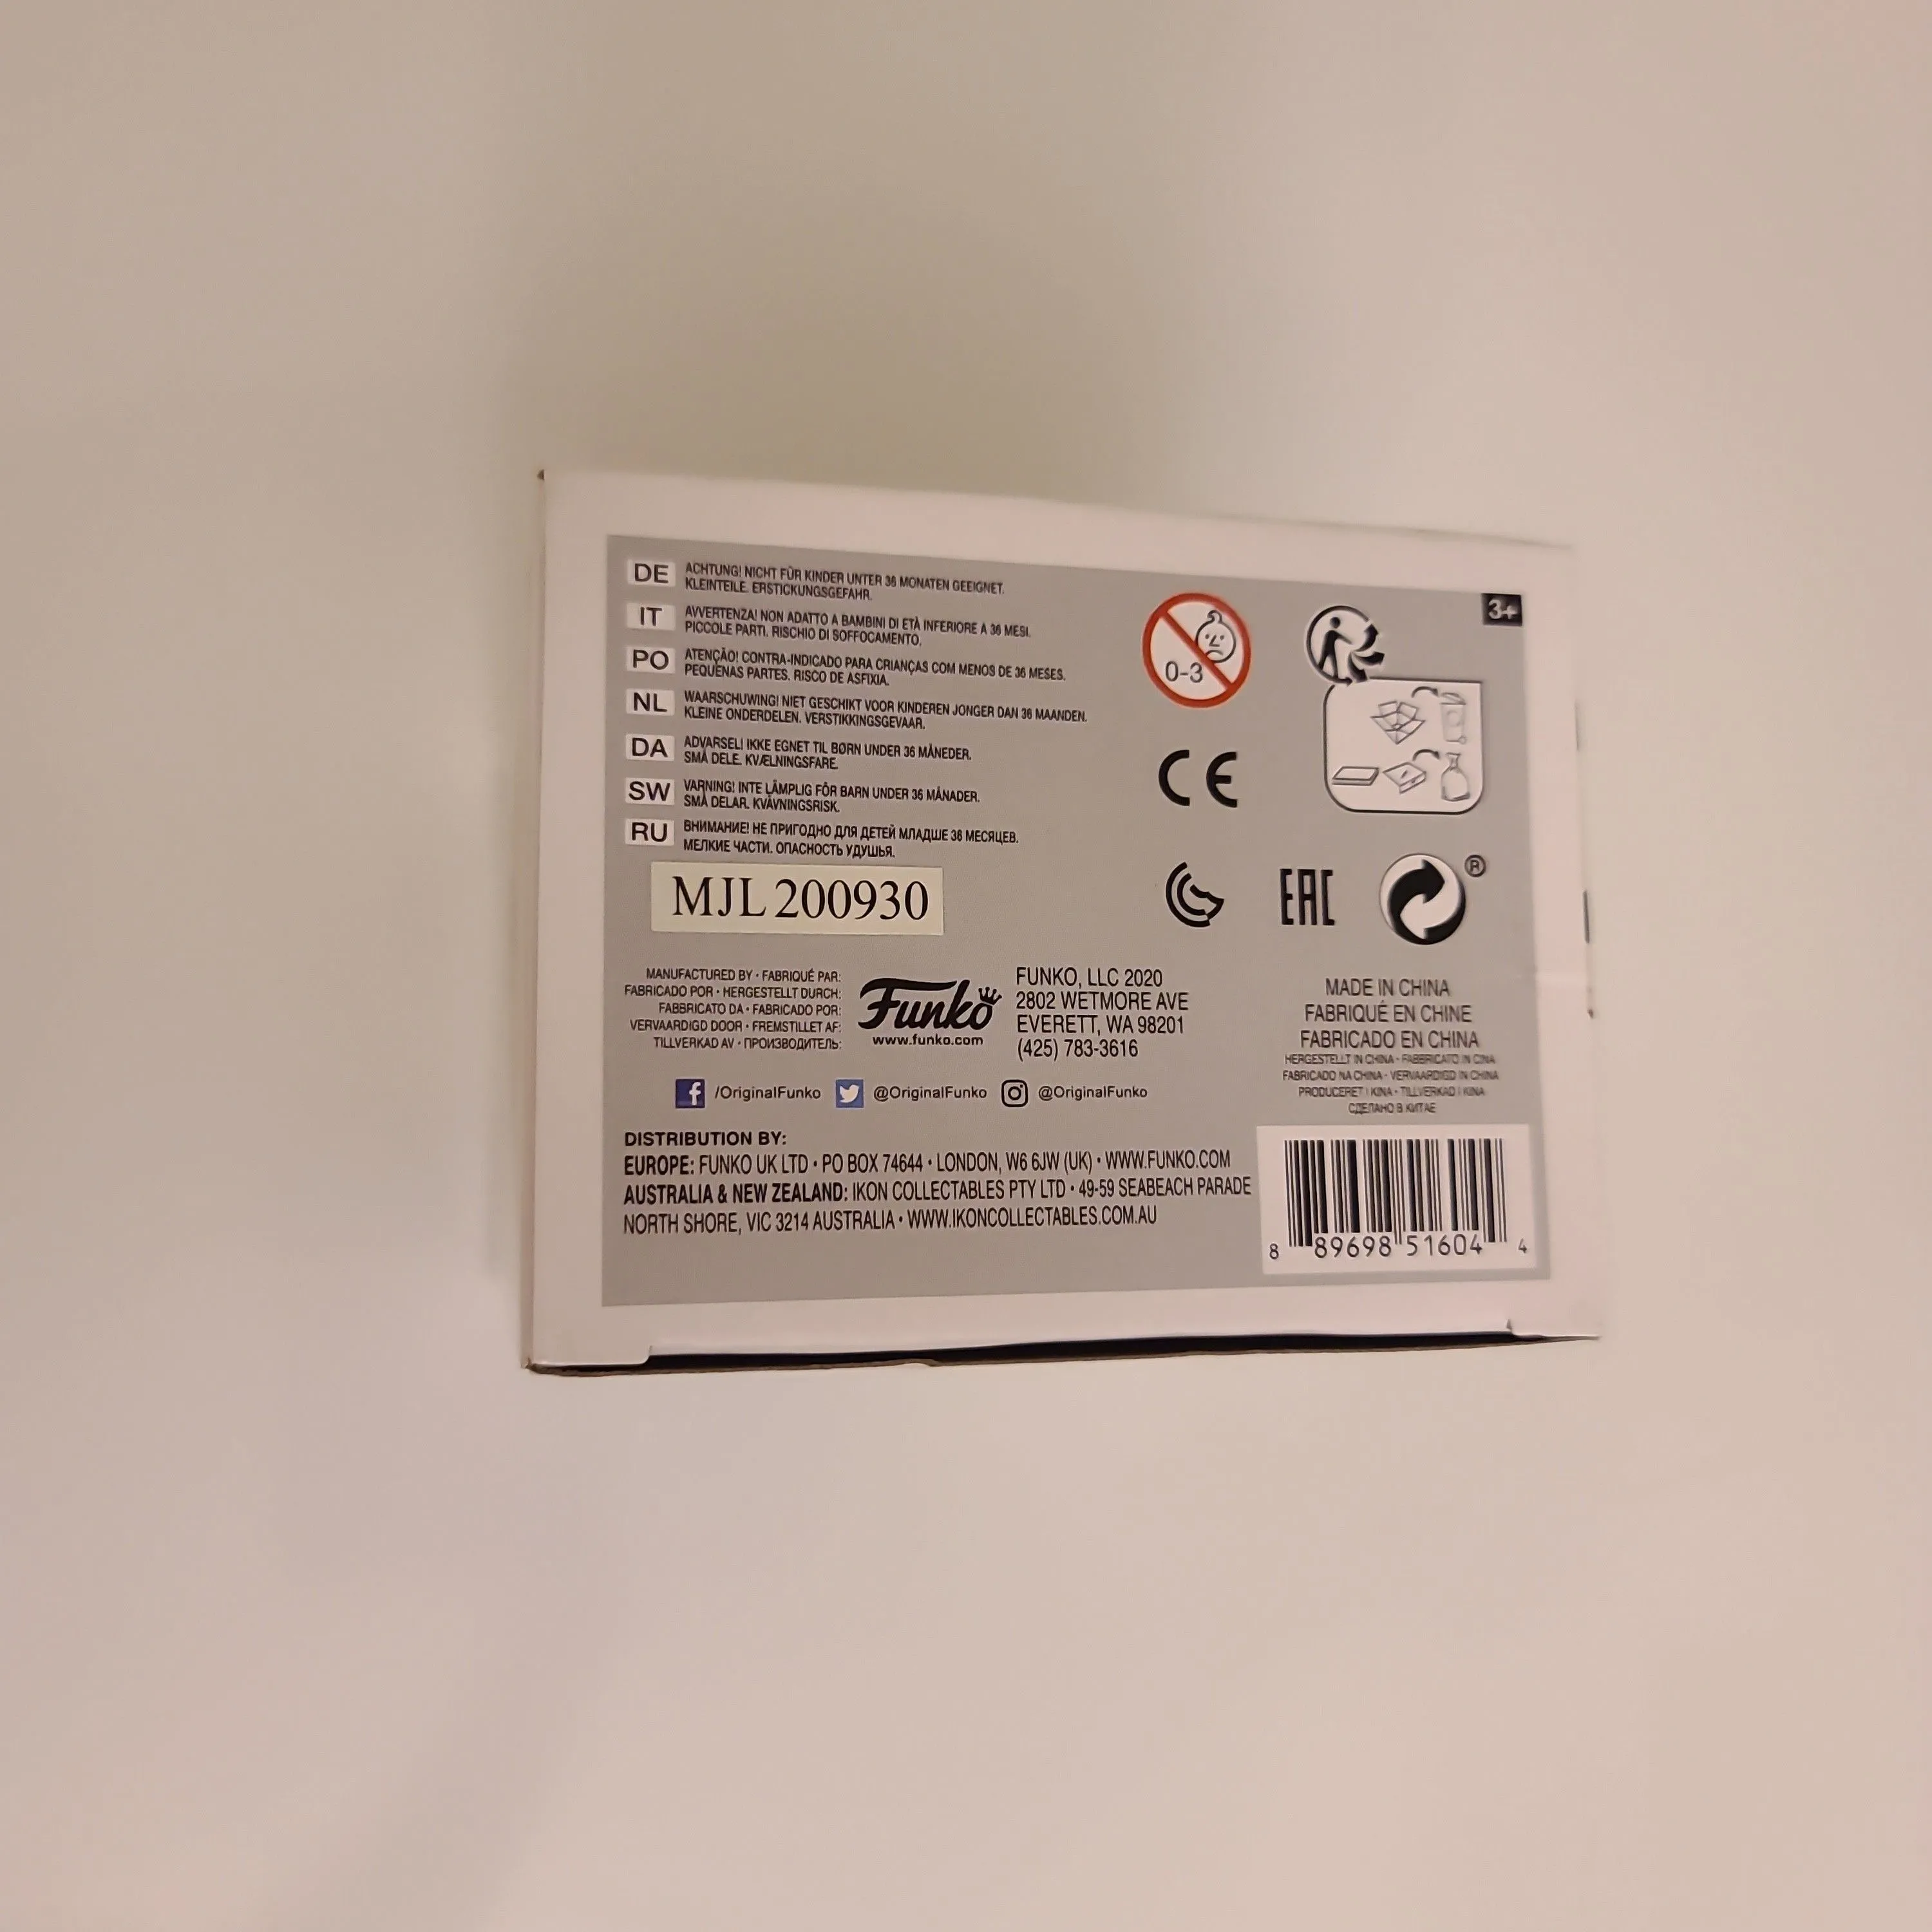 DE ACHTUNG! NICHT FÜR KINDER UNTER 36 MONATEN GEEIGNET.
KLEINTEILE. ERSTICKUNGSGEFAHR.
IT AVVERTENZA! NON ADATTO A BAMBINI DI ETÀ INFERIORE A 36 MESI.
PICCOLE PARTI. RISCHIO DI SOFFOCAMENTO.
PO ATENÇÃO! CONTRA-INDICADO PARA CRIANÇAS COM MENOS DE 36 MESES.
PEQUENAS PARTES. RISCO DE ASFIXIA.
NL WAARSCHUWING! NIET GESCHIKT VOOR KINDEREN JONGER DAN 36 MAANDEN.
KLEINE ONDERDELEN. VERSTIKKINGSGEVAAR.
DA ADVARSEL! IKKE EGNET TIL BØRN UNDER 36 MÅNEDER.
SMÅ DELE. KVÆLNINGSFARE.
SW VARNING! INTE LÄMPLIG FÖR BARN UNDER 36 MÅNADER.
SMÅ DELAR. KVÄVNINGSRISK.
RU ВНИМАНИЕ! НЕ ПРИГОДНО ДЛЯ ДЕТЕЙ МЛАДШЕ 36 МЕСЯЦЕВ.
МЕЛКИЕ ЧАСТИ. ОПАСНОСТЬ УДУШЬЯ.
0-3
3+
CE
EAC
®
MJL 200930
MANUFACTURED BY • FABRIQUÉ PAR:
FABRICADO POR • HERGESTELLT DURCH:
FABBRICATO DA • FABRICADO POR:
VERVAARDIGD DOOR • FREMSTILLET AF:
TILLVERKAD AV • ПРОИЗВОДИТЕЛЬ:
Funko
www.funko.com
FUNKO, LLC 2020
2802 WETMORE AVE
EVERETT, WA 98201
(425) 783-3616
MADE IN CHINA
FABRIQUÉ EN CHINE
FABRICADO EN CHINA
HERGESTELLT IN CHINA • FABBRICATO IN CINA
FABRICADO NA CHINA • VERVAARDIGD IN CHINA
PRODUCERET I KINA • TILLVERKAD I KINA
СДЕЛАНО В КИТАЕ
f /OriginalFunko @OriginalFunko @OriginalFunko
DISTRIBUTION BY:
EUROPE: FUNKO UK LTD • PO BOX 74644 • LONDON, W6 6JW (UK) • WWW.FUNKO.COM
AUSTRALIA & NEW ZEALAND: IKON COLLECTABLES PTY LTD • 49-59 SEABEACH PARADE
NORTH SHORE, VIC 3214 AUSTRALIA • WWW.IKONCOLLECTABLES.COM.AU
8 89698 51604 4